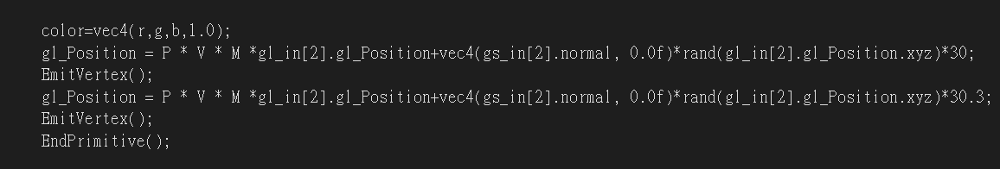 color=vec4(r,g,b,1.0);
gl_Position = P * V * M *gl_in[2].gl_Position+vec4(gs_in[2].normal, 0.0f)*rand(gl_in[2].gl_Position.xyz)*30;
EmitVertex();
gl_Position = P * V * M *gl_in[2].gl_Position+vec4(gs_in[2].normal, 0.0f)*rand(gl_in[2].gl_Position.xyz)*30.3;
EmitVertex();
EndPrimitive();